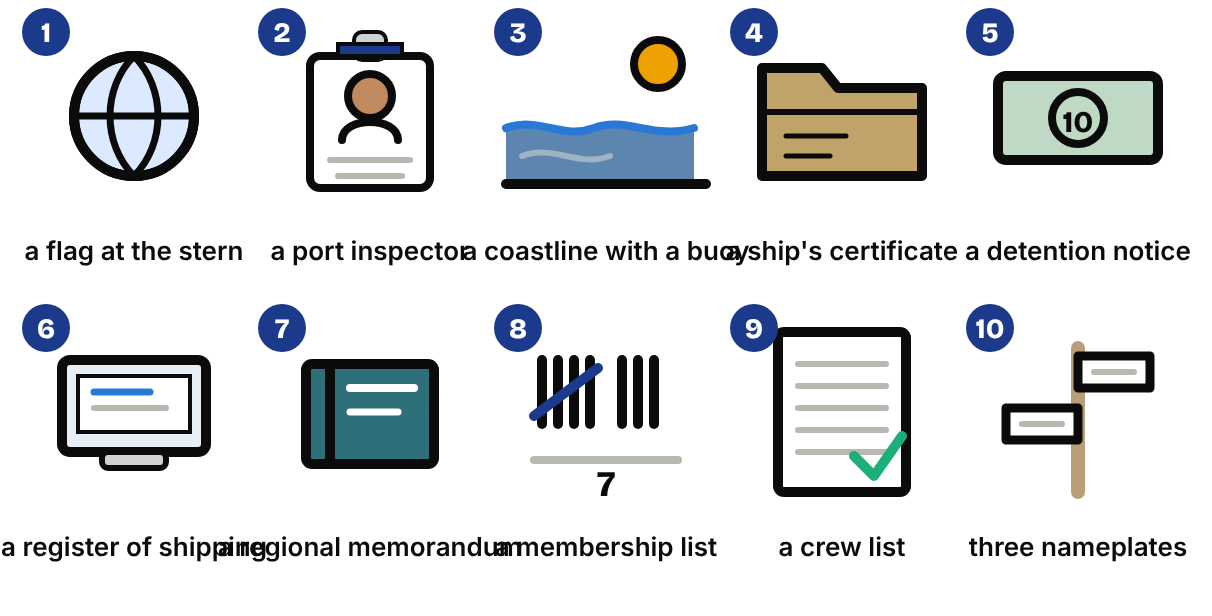 1
2
3
4
5
10
a flag at the stern
a port inspector
a coastline with a buoy
a ship's certificate
a detention notice
6
7
8
9
10
7
a register of shipping
a regional memorandum
a membership list
a crew list
three nameplates